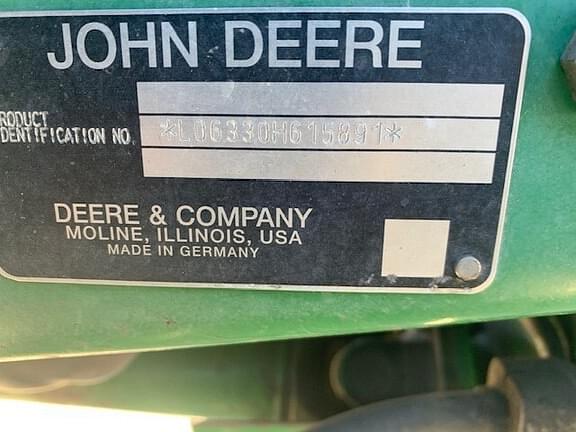 JOHN DEERE
PRODUCT
IDENTIFICATION NO.
*L06330H615891*
DEERE & COMPANY
MOLINE, ILLINOIS, USA
MADE IN GERMANY